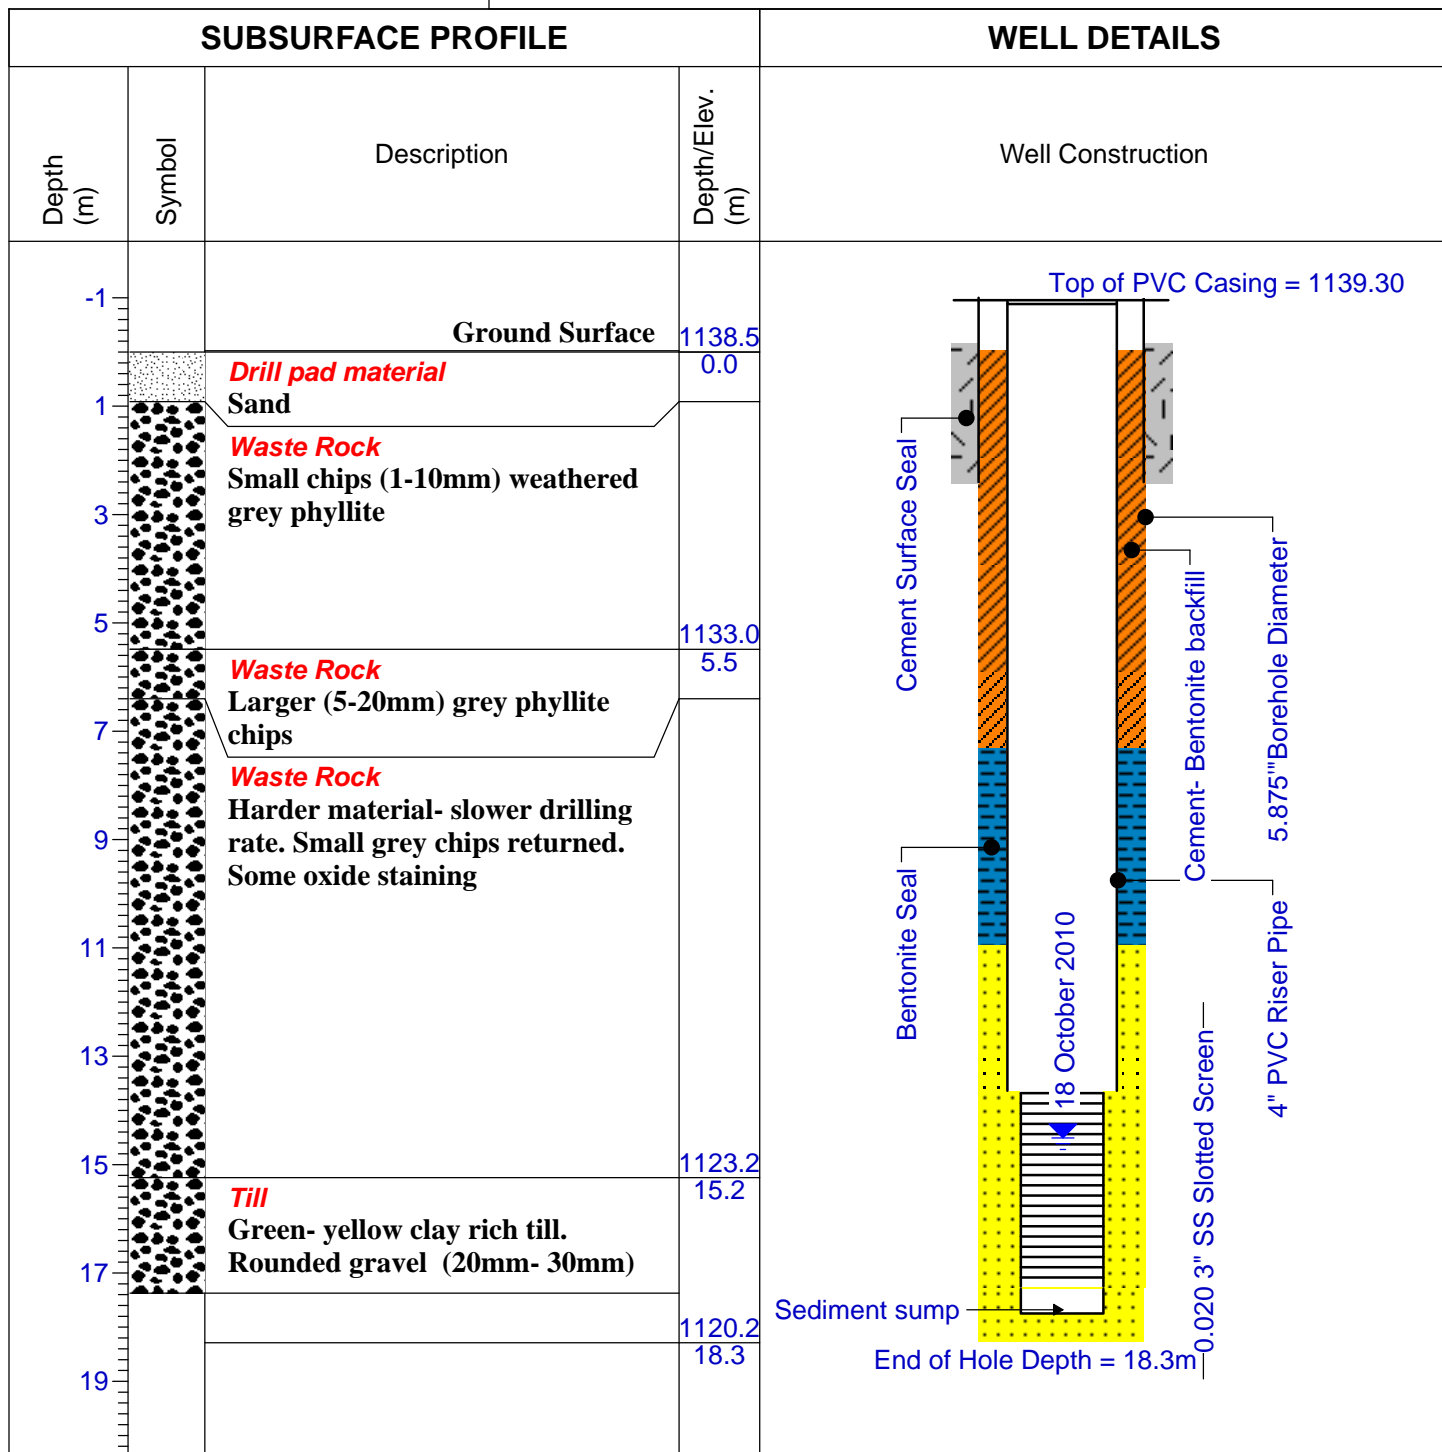 SUBSURFACE PROFILE
WELL DETAILS
Depth
(m)
Symbol
Description
Depth/Elev.
(m)
Well Construction
-1
1
3
5
7
9
11
13
15
17
19
Ground Surface
1138.5
0.0
Drill pad material
Sand
Waste Rock
Small chips (1-10mm) weathered
grey phyllite
1133.0
5.5
Waste Rock
Larger (5-20mm) grey phyllite
chips
Waste Rock
Harder material- slower drilling
rate. Small grey chips returned.
Some oxide staining
1123.2
15.2
Till
Green- yellow clay rich till.
Rounded gravel (20mm- 30mm)
1120.2
18.3
Top of PVC Casing = 1139.30
Cement Surface Seal
Bentonite Seal
18 October 2010
Cement- Bentonite backfill
5.875'"Borehole Diameter
4" PVC Riser Pipe
0.020 3" SS Slotted Screen
Sediment sump
End of Hole Depth = 18.3m